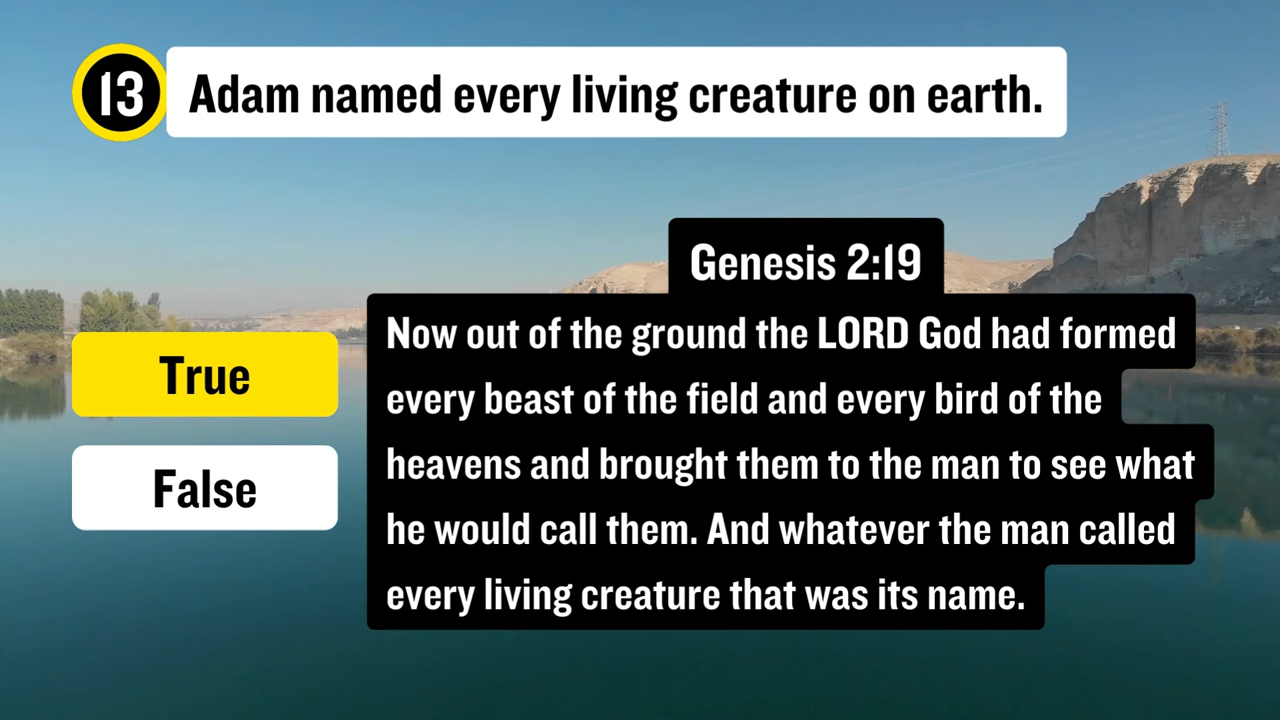 13 Adam named every living creature on earth.
Genesis 2:19
Now out of the ground the LORD God had formed
every beast of the field and every bird of the
heavens and brought them to the man to see what
he would call them. And whatever the man called
every living creature that was its name.
True
False